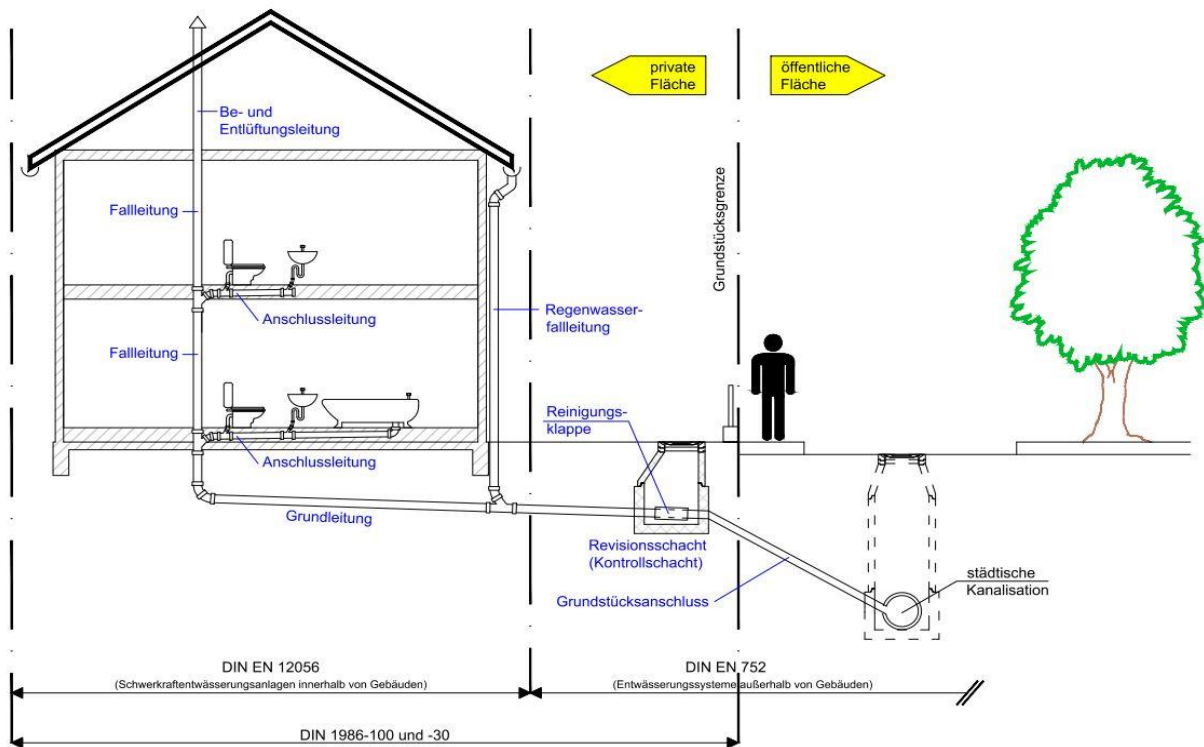 private
Fläche
öffentliche
Fläche
Be- und
Entlüftungsleitung
Fallleitung
Grundstücksgrenze
Anschlussleitung
Regenwasser-
fallleitung
Fallleitung
Reinigungs-
klappe
Anschlussleitung
Grundleitung
Revisionsschacht
(Kontrollschacht)
Grundstücksanschluss
städtische
Kanalisation
DIN EN 12056
(Schwerkraftentwässerungsanlagen innerhalb von Gebäuden)
DIN EN 752
(Entwässerungssysteme außerhalb von Gebäuden)
DIN 1986-100 und -30